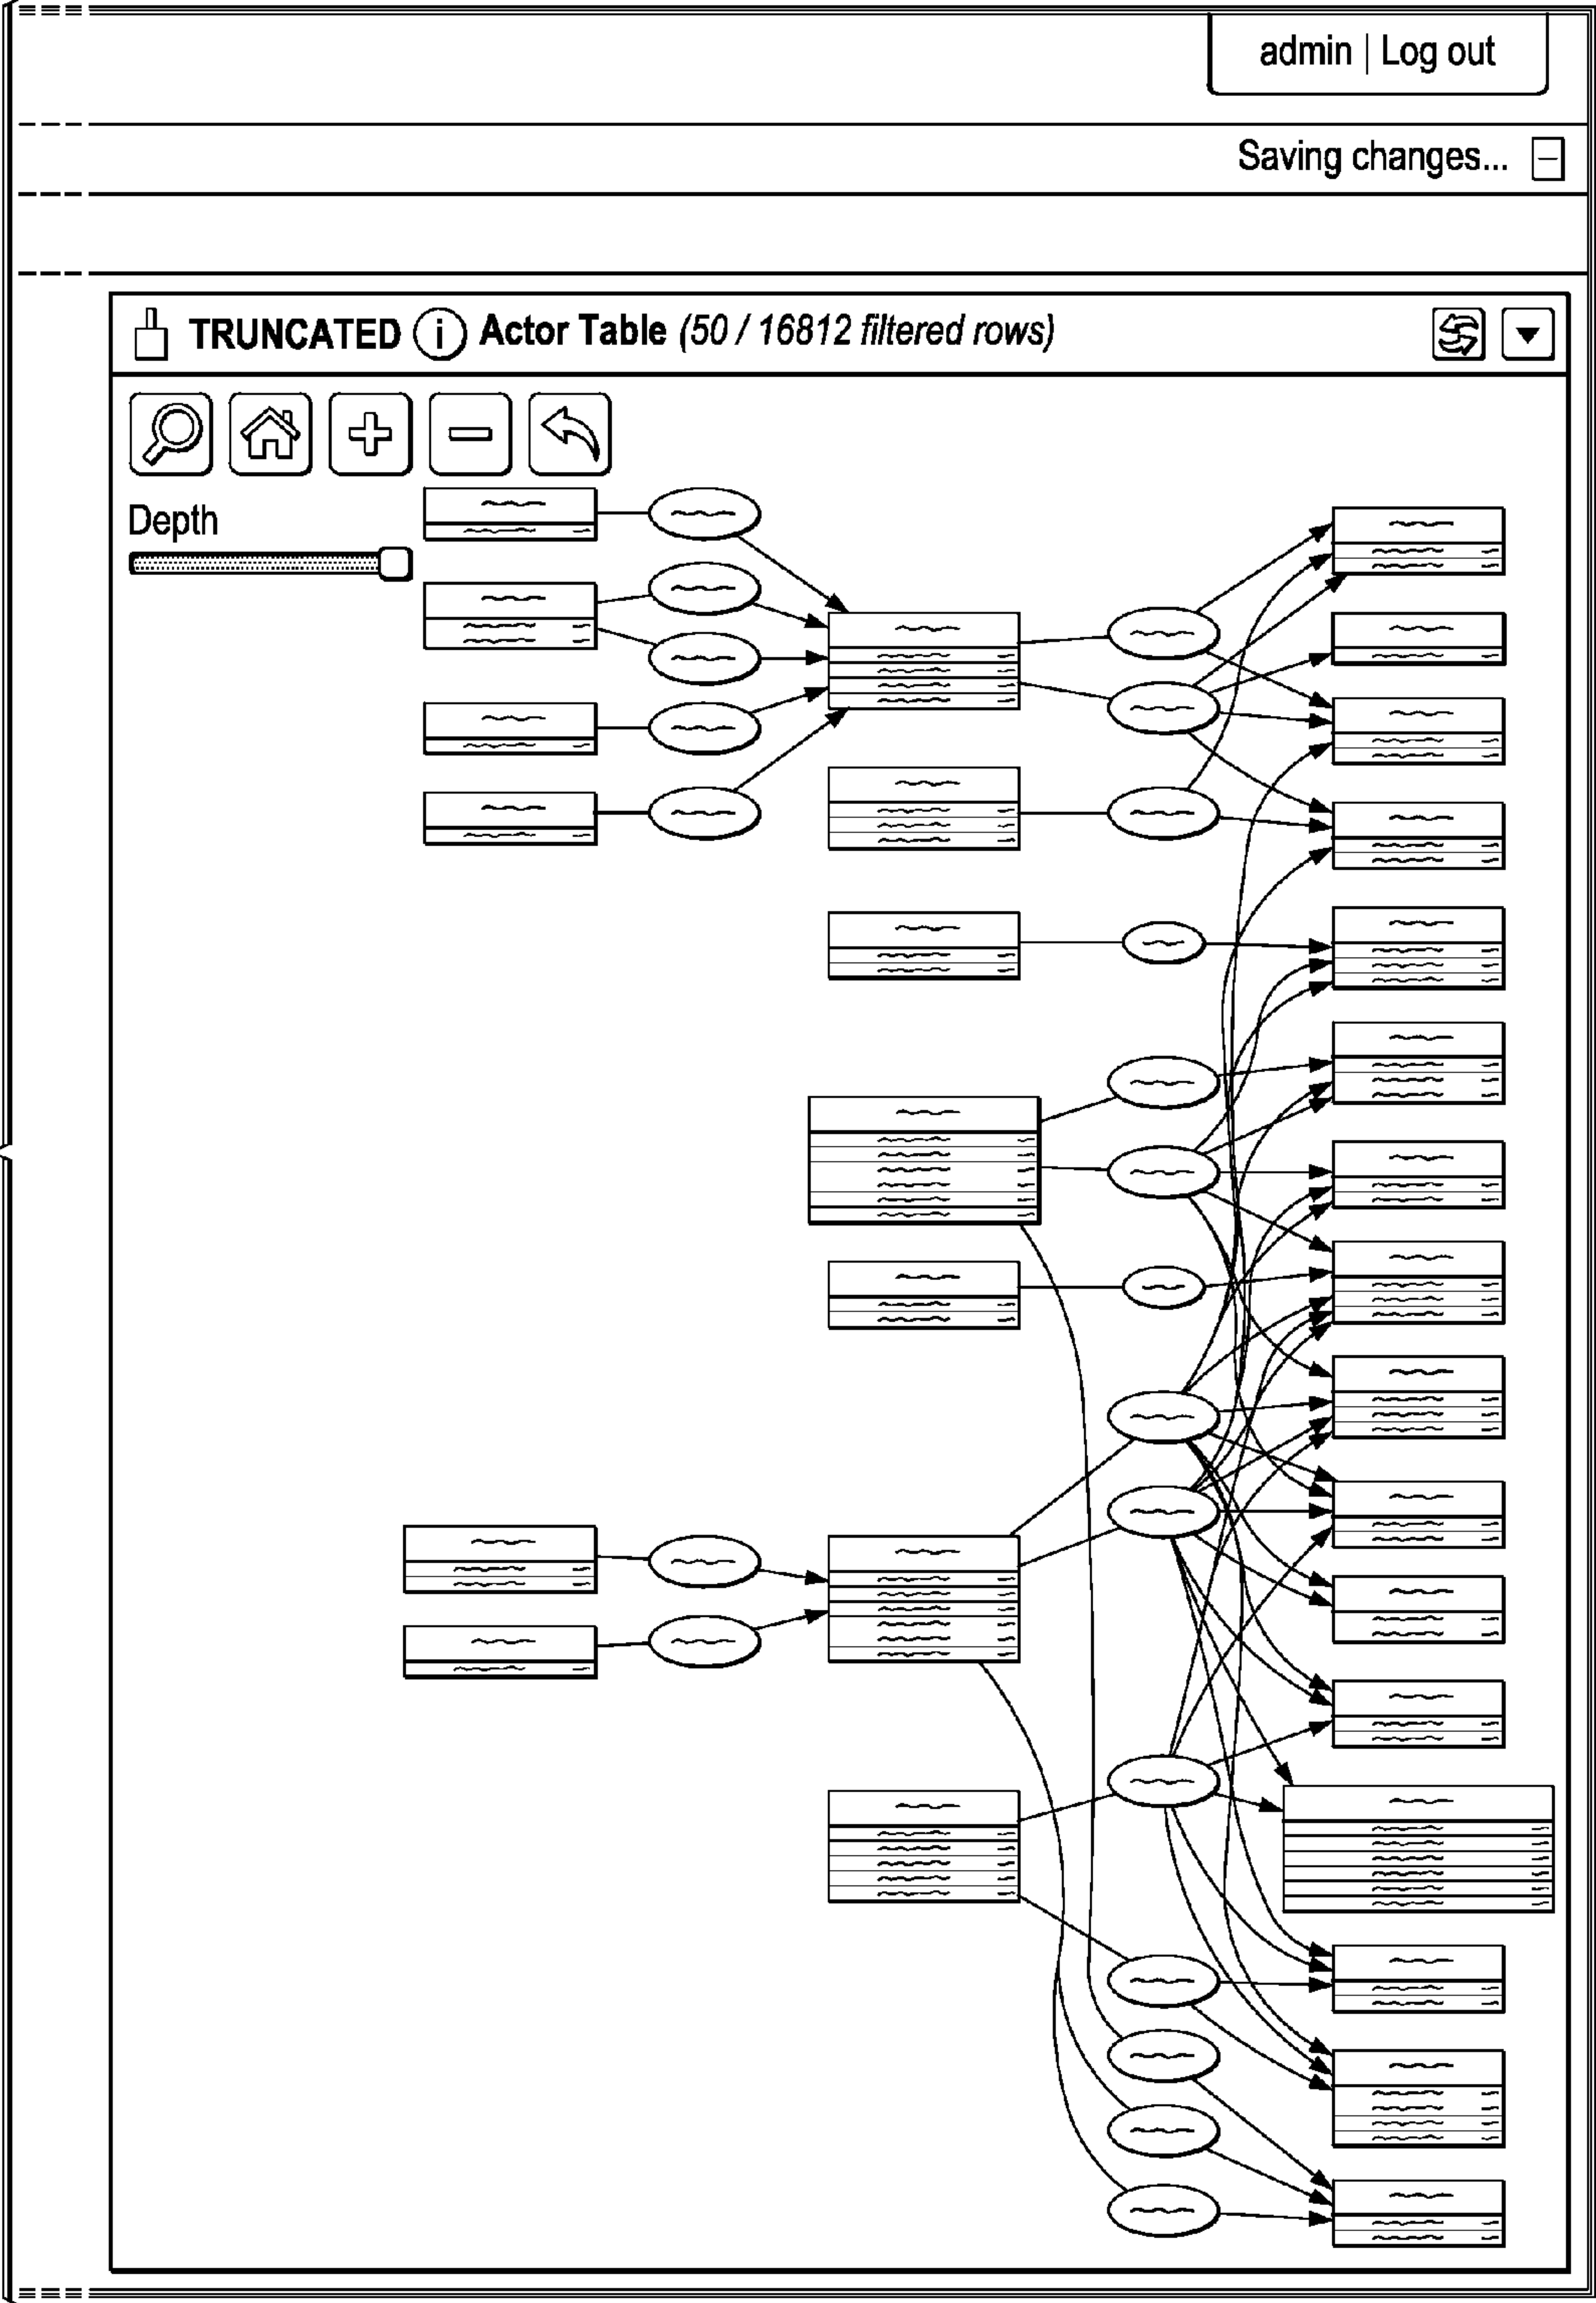 admin | Log out
Saving changes...
TRUNCATED i Actor Table (50 / 16812 filtered rows)
Depth